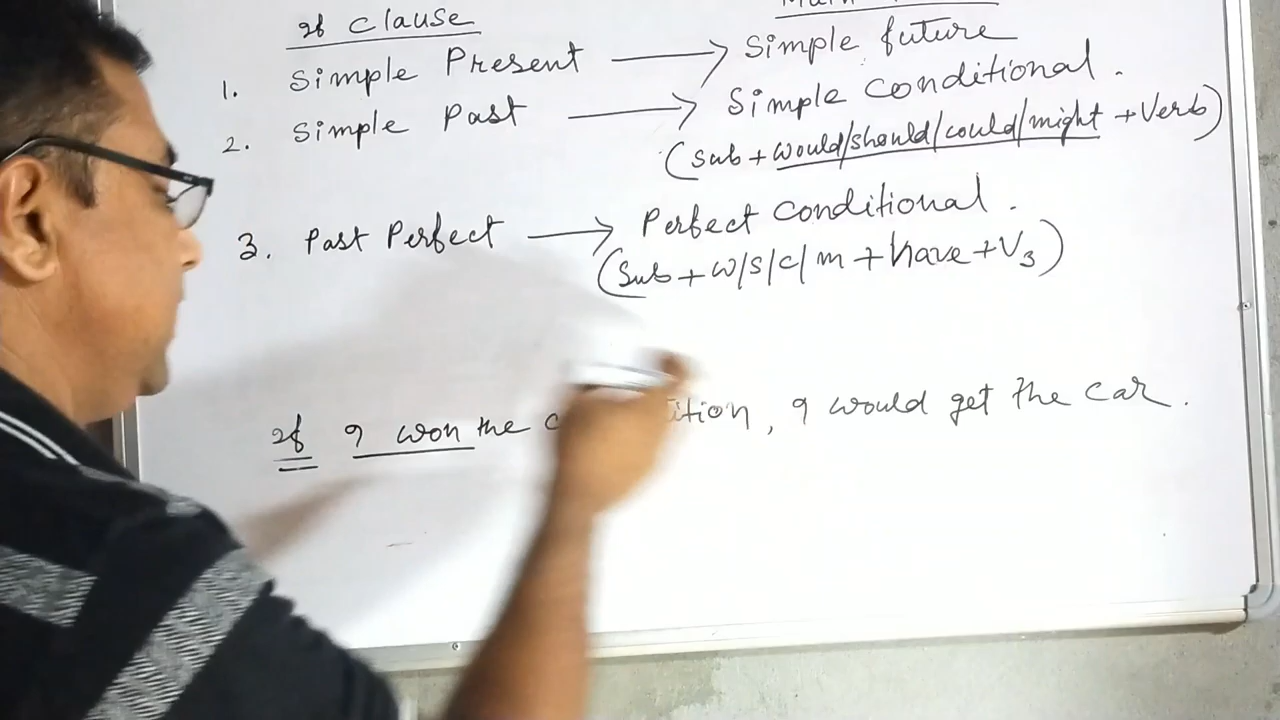 If Clause
1. Simple Present → Simple future
2. Simple Past → Simple Conditional.
(Sub + would/should/could/might + Verb)
3. Past Perfect → Perfect Conditional.
(Sub + w/s/c/m + have + V3)
If I won the , I would get the car.